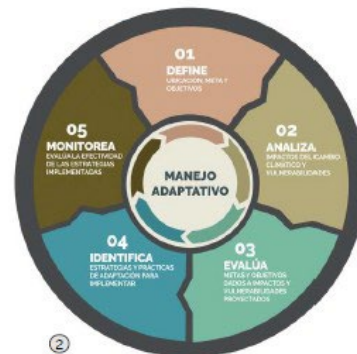 01
DEFINE
UBICACIÓN, META Y
OBJETIVOS
02
ANALIZA
IMPACTOS DEL CAMBIO
CLIMÁTICO Y
VULNERABILIDADES
03
EVALÚA
METAS Y OBJETIVOS
DADOS A IMPACTOS Y
VULNERABILIDADES
PROYECTADOS
04
IDENTIFICA
ESTRATEGIAS Y PRÁCTICAS
DE ADAPTACIÓN PARA
IMPLEMENTAR
05
MONITOREA
EVALÚA LA EFECTIVIDAD
DE LAS ESTRATEGIAS
IMPLEMENTADAS
MANEJO
ADAPTATIVO
2